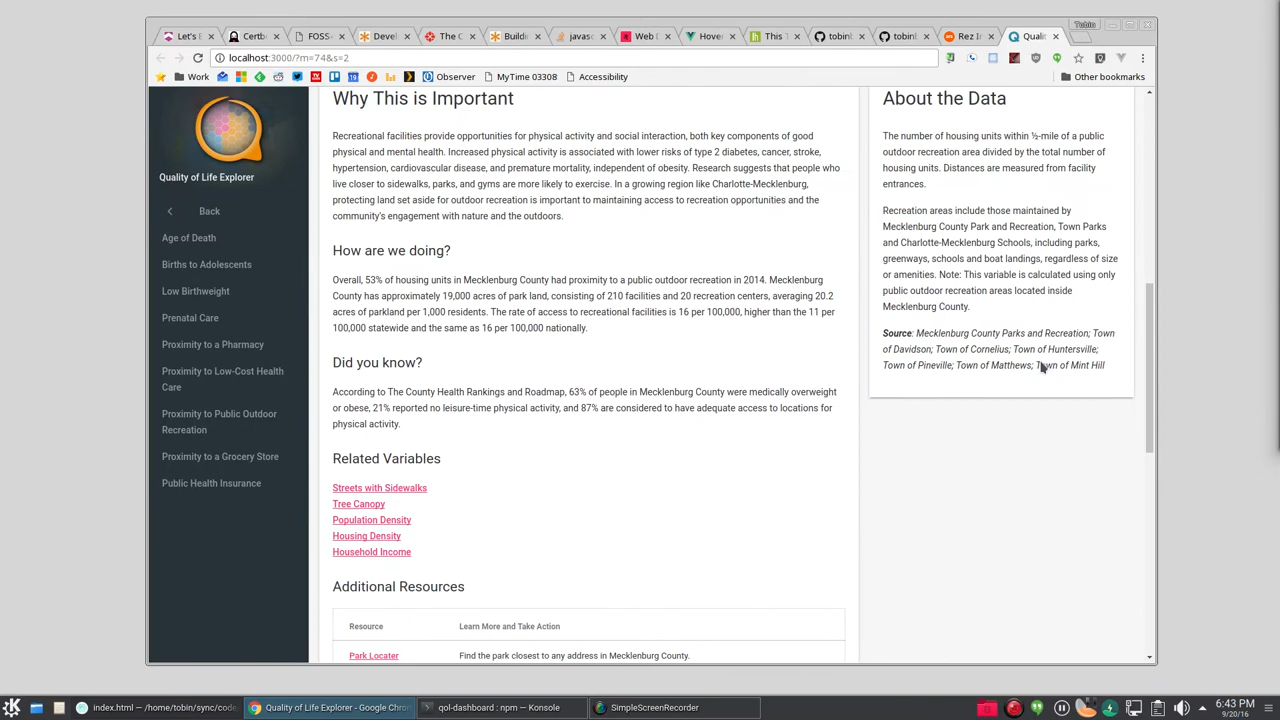 Tobin
Let's E
Certbo
FOSS4
Devel
The C
Building
javasc
Web D
Hover
This T
tobinb
tobinb
Rez In
Qualit
localhost:3000/?m=74&s=2
Work
19
Observer
MyTime 03308
Accessibility
Other bookmarks
Quality of Life Explorer
Back
Age of Death
Births to Adolescents
Low Birthweight
Prenatal Care
Proximity to a Pharmacy
Proximity to Low-Cost Health
Care
Proximity to Public Outdoor
Recreation
Proximity to a Grocery Store
Public Health Insurance
Why This is Important
Recreational facilities provide opportunities for physical activity and social interaction, both key components of good
physical and mental health. Increased physical activity is associated with lower risks of type 2 diabetes, cancer, stroke,
hypertension, cardiovascular disease, and premature mortality, independent of obesity. Research suggests that people who
live closer to sidewalks, parks, and gyms are more likely to exercise. In a growing region like Charlotte-Mecklenburg,
protecting land set aside for outdoor recreation is important to maintaining access to recreation opportunities and the
community's engagement with nature and the outdoors.
How are we doing?
Overall, 53% of housing units in Mecklenburg County had proximity to a public outdoor recreation in 2014. Mecklenburg
County has approximately 19,000 acres of park land, consisting of 210 facilities and 20 recreation centers, averaging 20.2
acres of parkland per 1,000 residents. The rate of access to recreational facilities is 16 per 100,000, higher than the 11 per
100,000 statewide and the same as 16 per 100,000 nationally.
Did you know?
According to The County Health Rankings and Roadmap, 63% of people in Mecklenburg County were medically overweight
or obese, 21% reported no leisure-time physical activity, and 87% are considered to have adequate access to locations for
physical activity.
Related Variables
Streets with Sidewalks
Tree Canopy
Population Density
Housing Density
Household Income
Additional Resources
Resource Learn More and Take Action
Park Locater Find the park closest to any address in Mecklenburg County.
About the Data
The number of housing units within ½-mile of a public
outdoor recreation area divided by the total number of
housing units. Distances are measured from facility
entrances.
Recreation areas include those maintained by
Mecklenburg County Park and Recreation, Town Parks
and Charlotte-Mecklenburg Schools, including parks,
greenways, schools and boat landings, regardless of size
or amenities. Note: This variable is calculated using only
public outdoor recreation areas located inside
Mecklenburg County.
Source: Mecklenburg County Parks and Recreation; Town
of Davidson; Town of Cornelius; Town of Huntersville;
Town of Pineville; Town of Matthews; Town of Mint Hill
index.html — /home/tobin/sync/code
Quality of Life Explorer - Google Chrom
qol-dashboard : npm — Konsole
SimpleScreenRecorder
6:43 PM
9/20/16